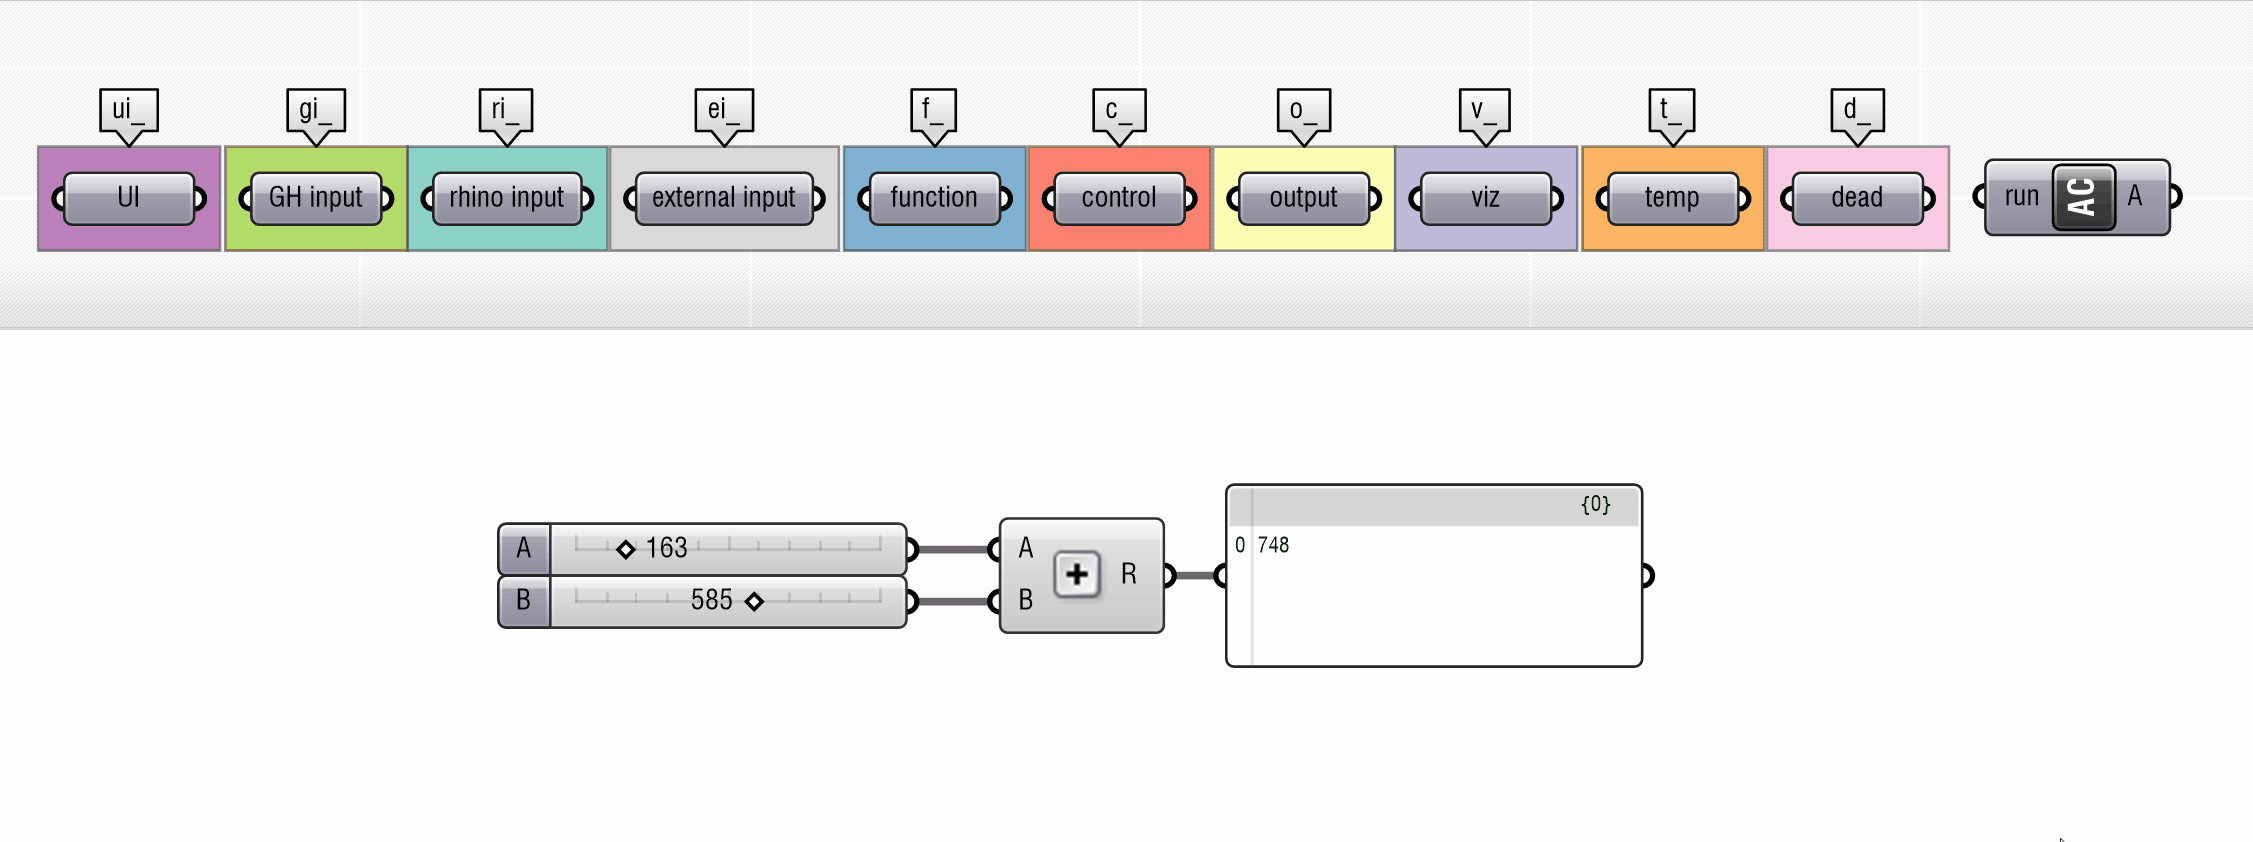 ui_ gi_ ri_ ei_ f_ c_ o_ v_ t_ d_
UI GH input rhino input external input function control output viz temp dead run AC A
{0}
A 163 A 0 748
R
B 585 B